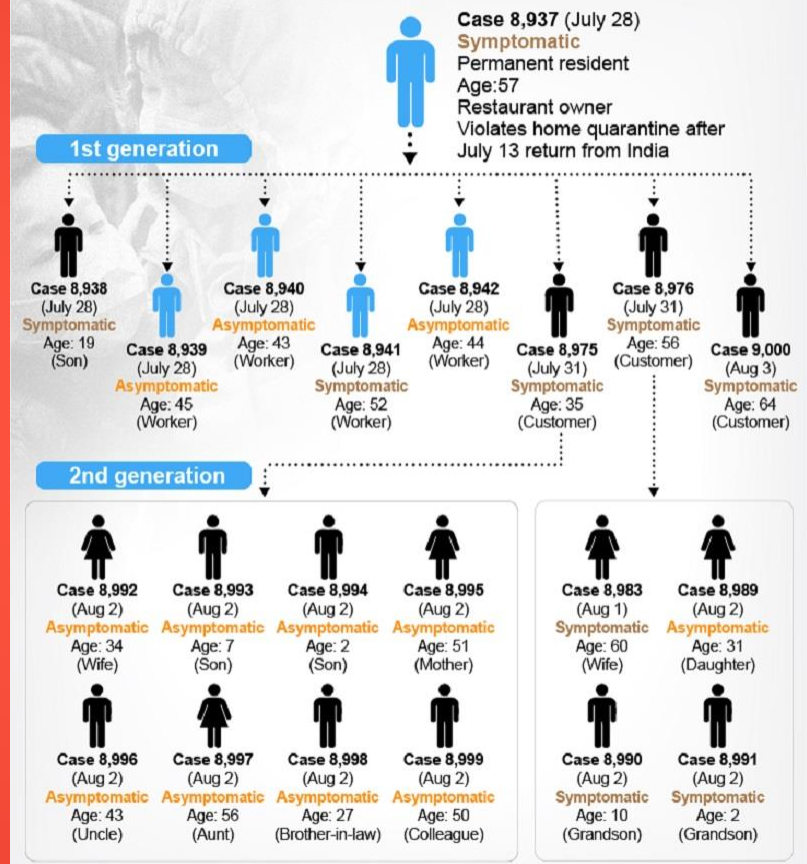 Case 8,937 (July 28)
Symptomatic
Permanent resident
Age:57
Restaurant owner
Violates home quarantine after
July 13 return from India
1st generation
Case 8,938
(July 28)
Symptomatic
Age: 19
(Son)
Case 8,939
(July 28)
Asymptomatic
Age: 45
(Worker)
Case 8,940
(July 28)
Asymptomatic
Age: 43
(Worker)
Case 8,941
(July 28)
Symptomatic
Age: 52
(Worker)
Case 8,942
(July 28)
Asymptomatic
Age: 44
(Worker)
Case 8,975
(July 31)
Symptomatic
Age: 35
(Customer)
Case 8,976
(July 31)
Symptomatic
Age: 56
(Customer)
Case 9,000
(Aug 3)
Symptomatic
Age: 64
(Customer)
2nd generation
Case 8,992
(Aug 2)
Asymptomatic
Age: 34
(Wife)
Case 8,993
(Aug 2)
Asymptomatic
Age: 7
(Son)
Case 8,994
(Aug 2)
Asymptomatic
Age: 2
(Son)
Case 8,995
(Aug 2)
Asymptomatic
Age: 51
(Mother)
Case 8,996
(Aug 2)
Asymptomatic
Age: 43
(Uncle)
Case 8,997
(Aug 2)
Asymptomatic
Age: 56
(Aunt)
Case 8,998
(Aug 2)
Asymptomatic
Age: 27
(Brother-in-law)
Case 8,999
(Aug 2)
Asymptomatic
Age: 50
(Colleague)
Case 8,983
(Aug 1)
Symptomatic
Age: 60
(Wife)
Case 8,989
(Aug 2)
Asymptomatic
Age: 31
(Daughter)
Case 8,990
(Aug 2)
Symptomatic
Age: 10
(Grandson)
Case 8,991
(Aug 2)
Symptomatic
Age: 2
(Grandson)